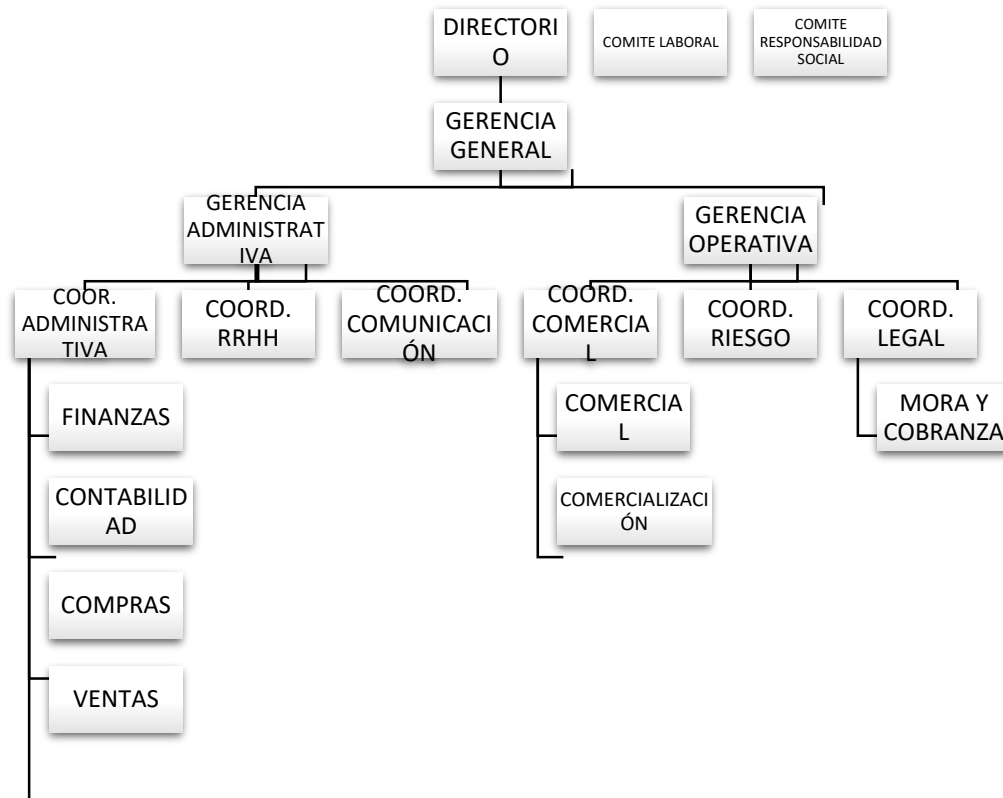 DIRECTORI
O
COMITE LABORAL
COMITE
RESPONSABILIDAD
SOCIAL
GERENCIA
GENERAL
GERENCIA
ADMINISTRAT
IVA
GERENCIA
OPERATIVA
COOR.
ADMINISTRA
TIVA
COORD.
RRHH
COORD.
COMUNICACI
ÓN
COORD.
COMERCIA
L
COORD.
RIESGO
COORD.
LEGAL
FINANZAS
CONTABILID
AD
COMPRAS
VENTAS
COMERCIA
L
COMERCIALIZACI
ÓN
MORA Y
COBRANZA